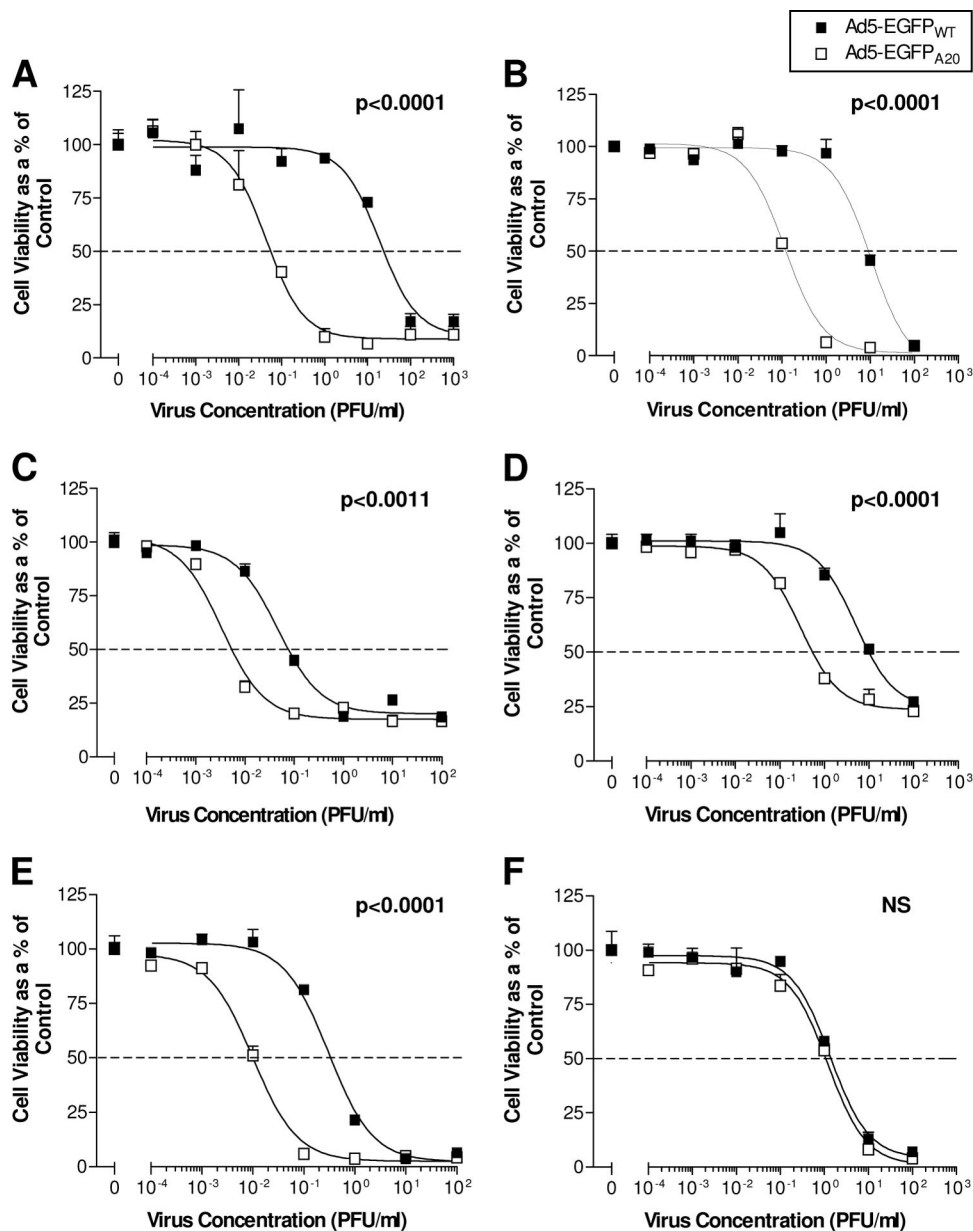 Ad5-EGFPWT
Ad5-EGFPA20
A
p<0.0001
Cell Viability as a % of
Control
125
100
75
50
25
0
0 10-4 10-3 10-2 10-1 100 101 102 103
Virus Concentration (PFU/ml)
B
p<0.0001
Cell Viability as a % of
Control
125
100
75
50
25
0
0 10-4 10-3 10-2 10-1 100 101 102 103
Virus Concentration (PFU/ml)
C
p<0.0011
Cell Viability as a % of
Control
125
100
75
50
25
0
0 10-4 10-3 10-2 10-1 100 101 102
Virus Concentration (PFU/ml)
D
p<0.0001
Cell Viability as a % of
Control
125
100
75
50
25
0
0 10-4 10-3 10-2 10-1 100 101 102 103
Virus Concentration (PFU/ml)
E
p<0.0001
Cell Viability as a % of
Control
125
100
75
50
25
0
0 10-4 10-3 10-2 10-1 100 101 102
Virus Concentration (PFU/ml)
F
NS
Cell Viability as a % of
Control
125
100
75
50
25
0
0 10-4 10-3 10-2 10-1 100 101 102 103
Virus Concentration (PFU/ml)